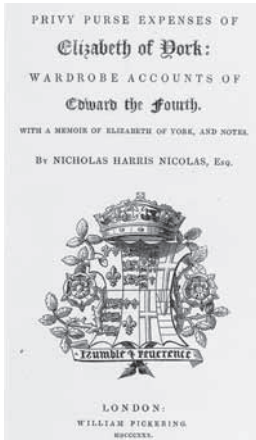 PRIVY PURSE EXPENSES OF
Elizabeth of York:
WARDROBE ACCOUNTS OF
Edward the Fourth.
WITH A MEMOIR OF ELIZABETH OF YORK, AND NOTES.
BY NICHOLAS HARRIS NICOLAS, ESQ.
Humble & reuerence
LONDON:
WILLIAM PICKERING.
MDCCCXXX.